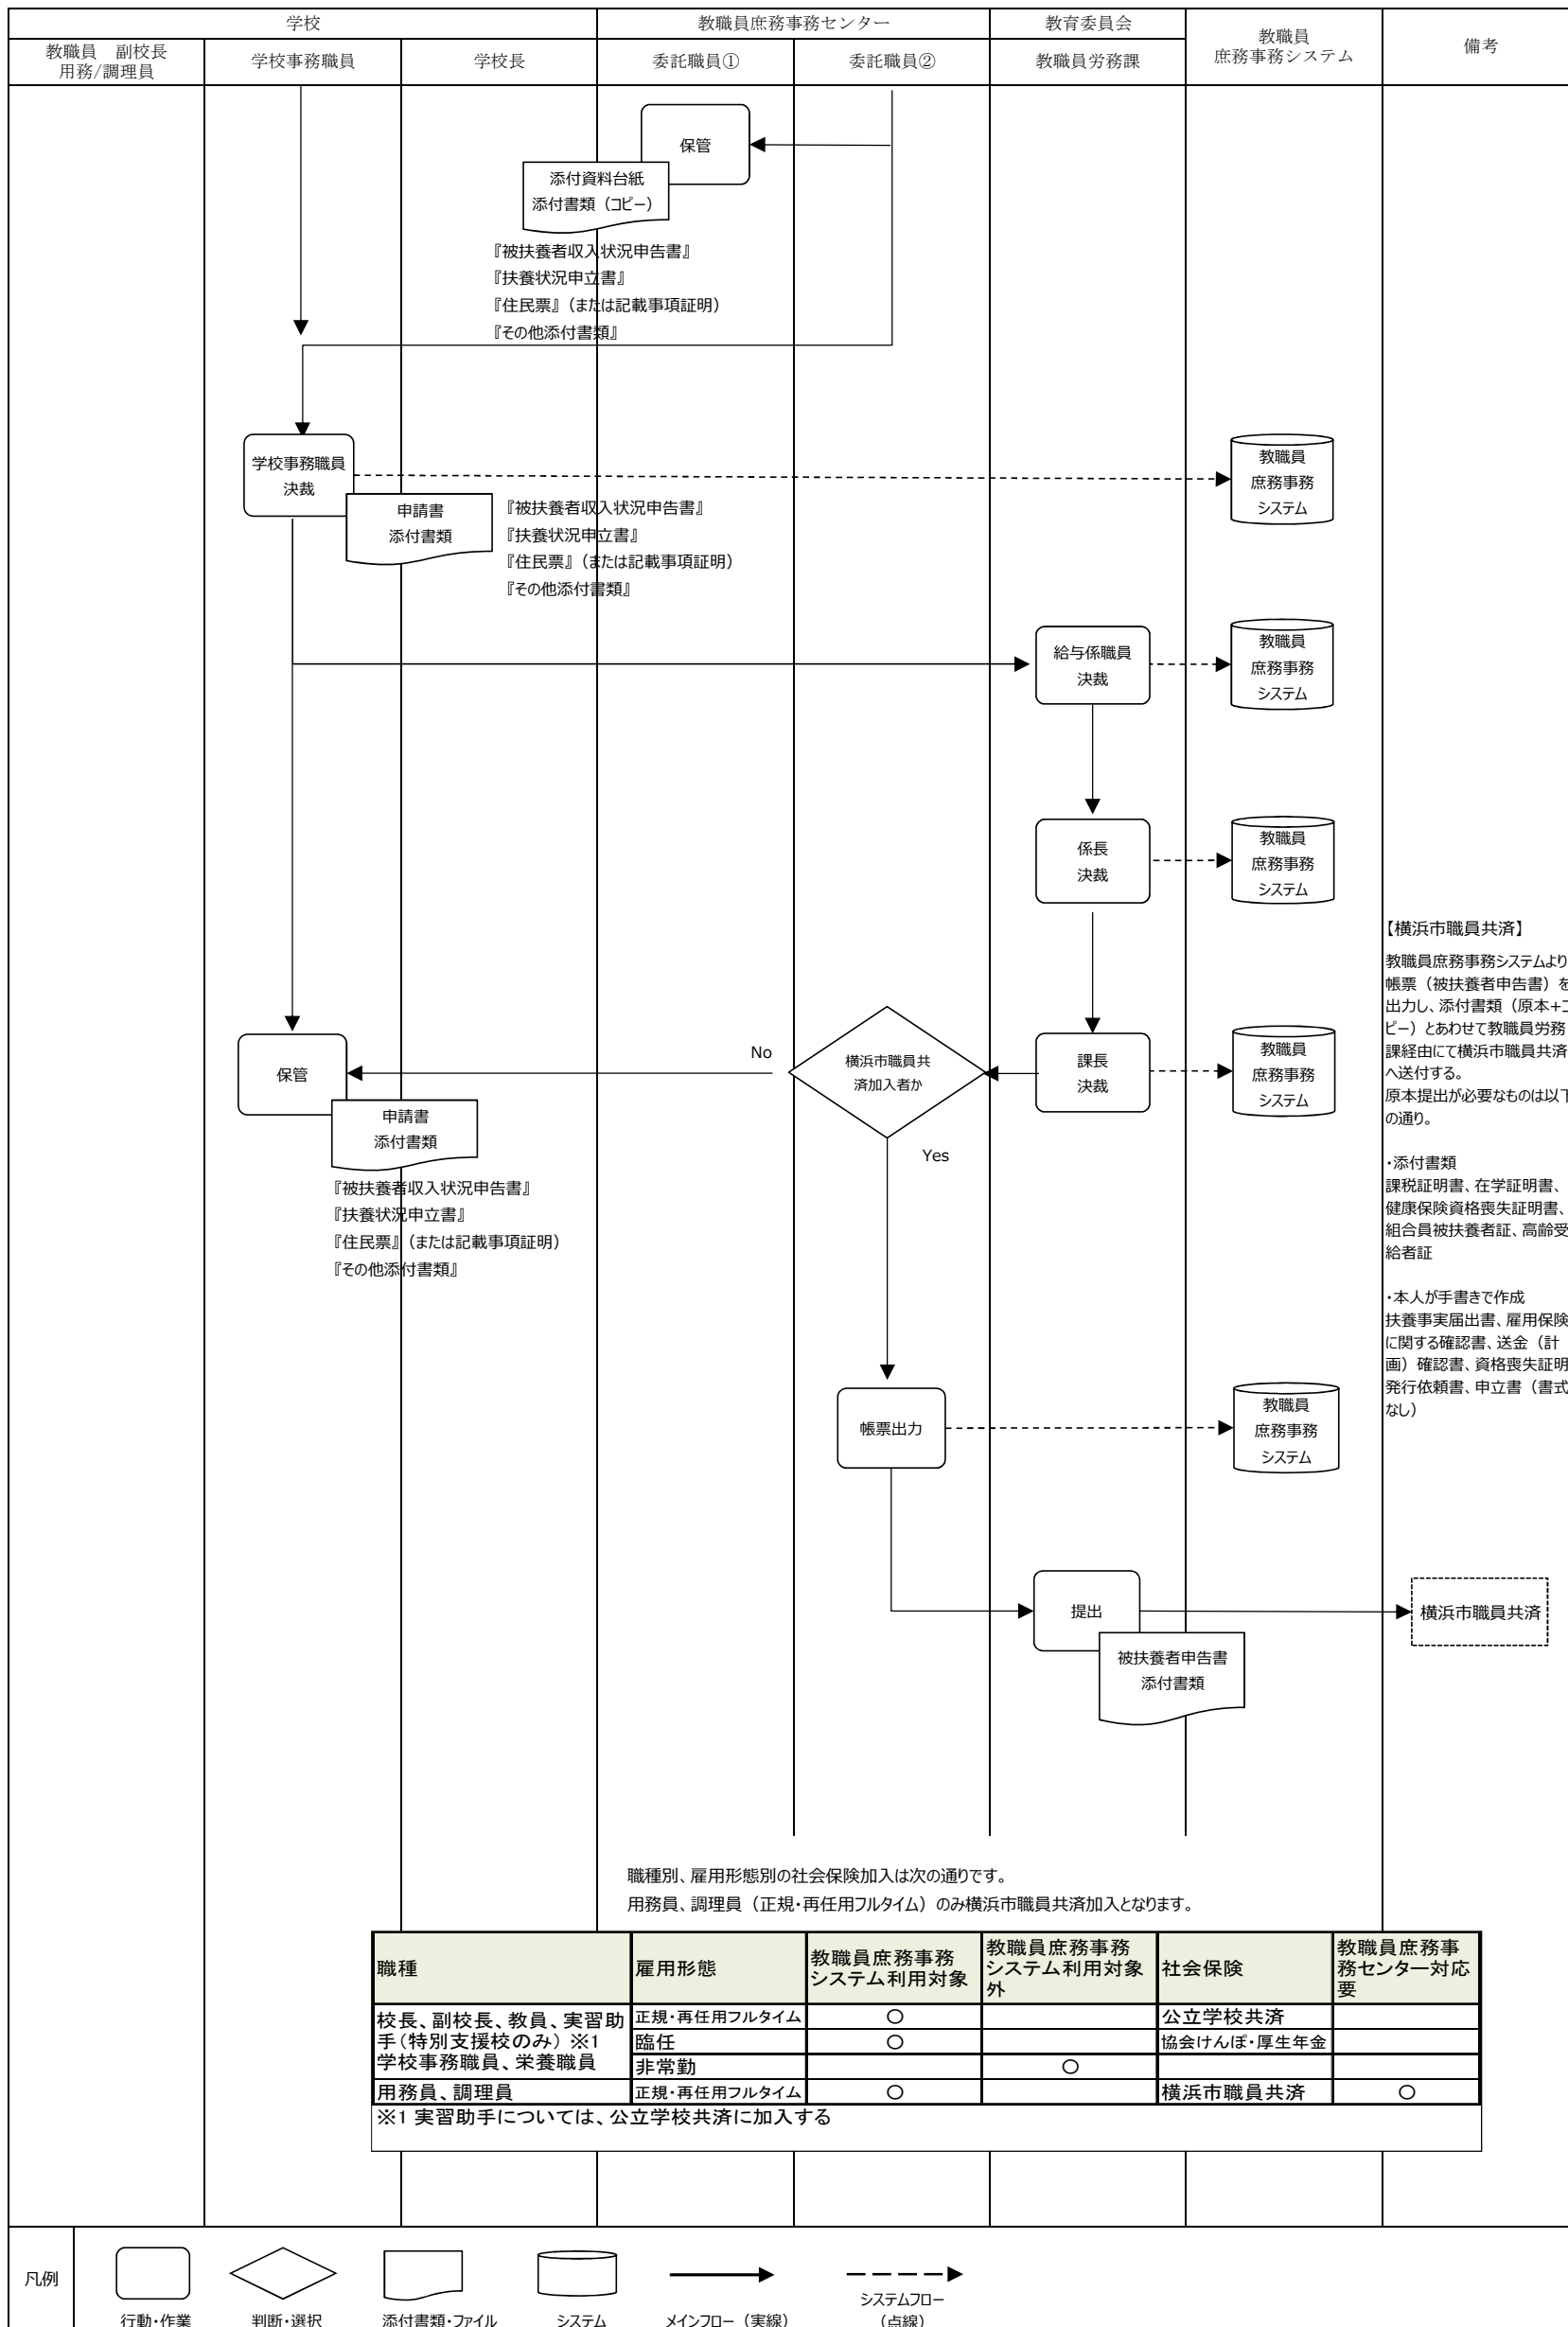 学校
教職員庶務事務センター
教育委員会
教職員
庶務事務システム
備考
教職員　副校長
用務/調理員
学校事務職員
学校長
委託職員①
委託職員②
教職員労務課
保管
添付資料台紙
添付書類（コピー）
『被扶養者収入状況申告書』
『扶養状況申立書』
『住民票』（または記載事項証明）
『その他添付書類』
学校事務職員
決裁
申請書
添付書類
『被扶養者収入状況申告書』
『扶養状況申立書』
『住民票』（または記載事項証明）
『その他添付書類』
教職員
庶務事務
システム
給与係職員
決裁
教職員
庶務事務
システム
係長
決裁
教職員
庶務事務
システム
課長
決裁
教職員
庶務事務
システム
横浜市職員共
済加入者か
No
Yes
保管
申請書
添付書類
『被扶養者収入状況申告書』
『扶養状況申立書』
『住民票』（または記載事項証明）
『その他添付書類』
【横浜市職員共済】
教職員庶務事務システムより
帳票（被扶養者申告書）を
出力し、添付書類（原本+コ
ピー）とあわせて教職員労務
課経由にて横浜市職員共済
へ送付する。
原本提出が必要なものは以下
の通り。
・添付書類
課税証明書、在学証明書、
健康保険資格喪失証明書、
組合員被扶養者証、高齢受
給者証
・本人が手書きで作成
扶養事実届出書、雇用保険
に関する確認書、送金（計
画）確認書、資格喪失証明
発行依頼書、申立書（書式
なし）
帳票出力
教職員
庶務事務
システム
提出
被扶養者申告書
添付書類
横浜市職員共済
職種別、雇用形態別の社会保険加入は次の通りです。
用務員、調理員（正規・再任用フルタイム）のみ横浜市職員共済加入となります。
職種
雇用形態
教職員庶務事務
システム利用対象
教職員庶務事務
システム利用対象
外
社会保険
教職員庶務事
務センター対応
要
校長、副校長、教員、実習助
手（特別支援校のみ）※1
学校事務職員、栄養職員
正規・再任用フルタイム
○
公立学校共済
臨任
○
協会けんぽ・厚生年金
非常勤
○
用務員、調理員
正規・再任用フルタイム
○
横浜市職員共済
○
※1 実習助手については、公立学校共済に加入する
凡例
行動・作業
判断・選択
添付書類・ファイル
システム
メインフロー（実線）
システムフロー
（点線）